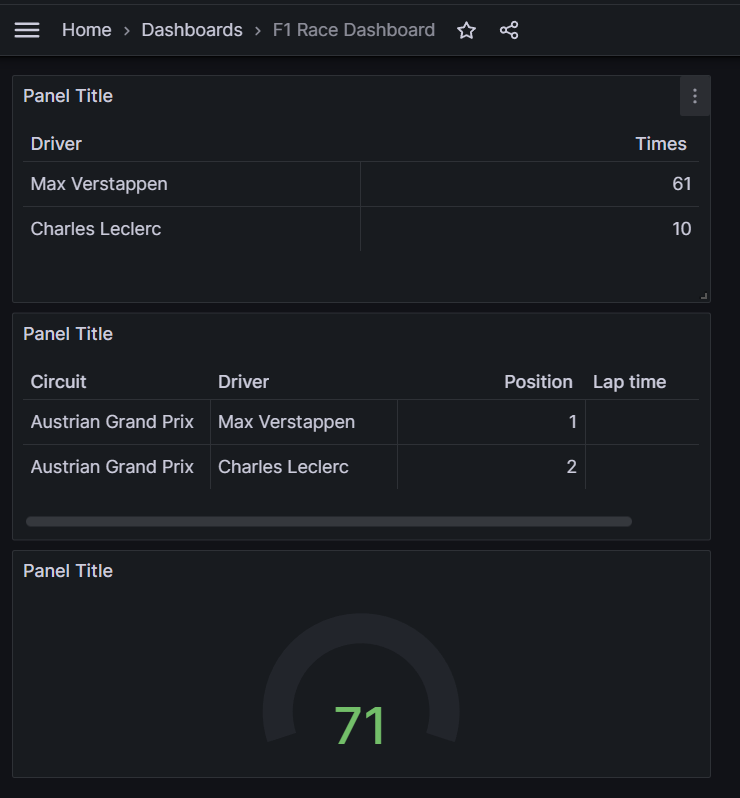 Home › Dashboards › F1 Race Dashboard
Panel Title
Driver Times
Max Verstappen 61
Charles Leclerc 10
Panel Title
Circuit Driver Position Lap time
Austrian Grand Prix Max Verstappen 1
Austrian Grand Prix Charles Leclerc 2
Panel Title
71